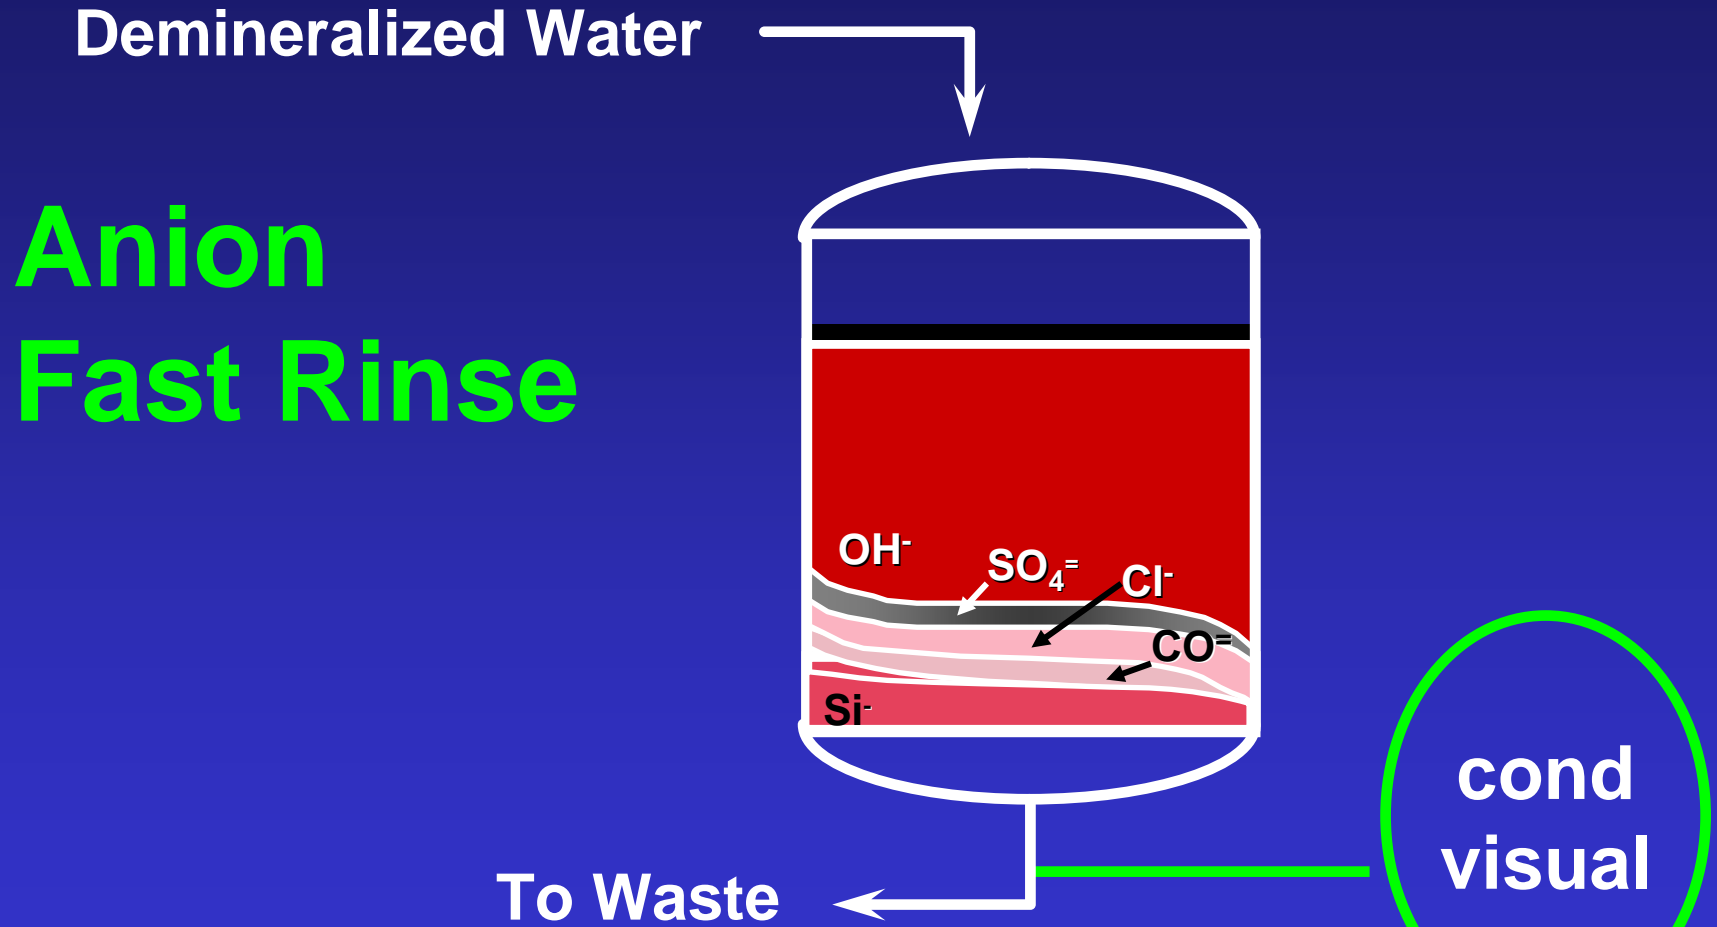 Demineralized Water
Anion
Fast Rinse
OH⁻
SO₄⁼
Cl⁻
CO⁼
Si⁻
cond
visual
To Waste